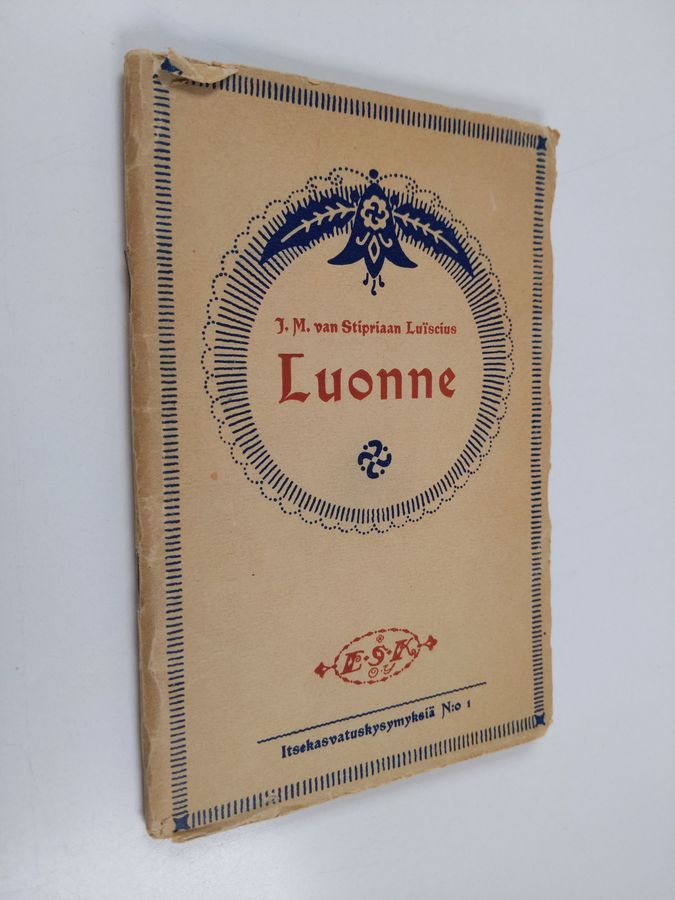 J. M. van Stipriaan Luïscius
Luonne
E·S·K
O.Y.
Itsekasvatuskysymyksiä N:o 1